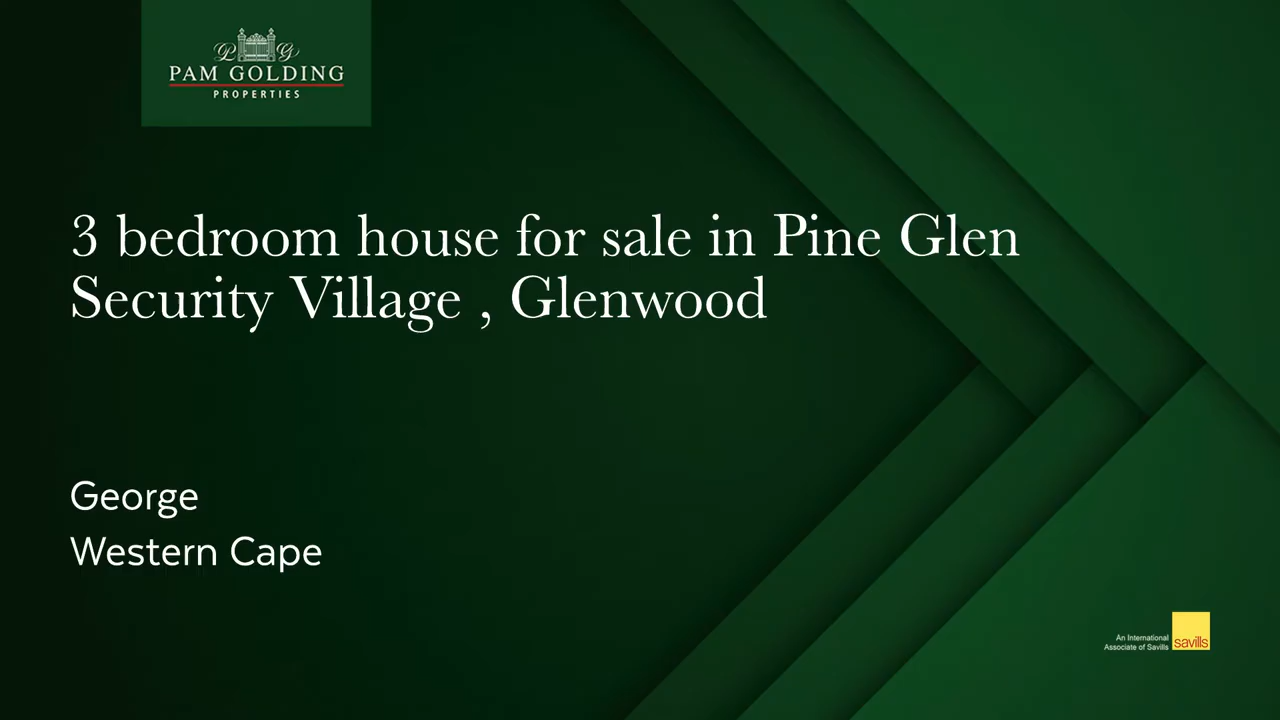 P G
PAM GOLDING
PROPERTIES
3 bedroom house for sale in Pine Glen
Security Village , Glenwood
George
Western Cape
An International
Associate of Savills
savills